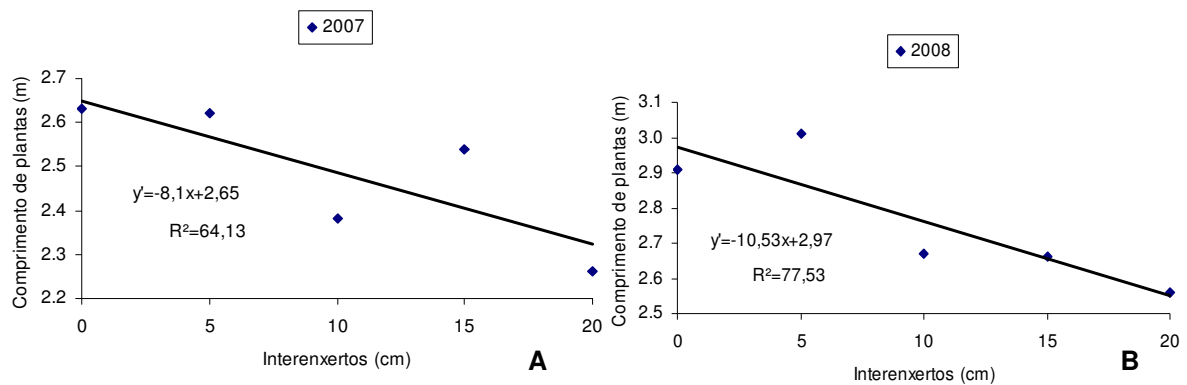 2007
Comprimento de plantas (m)
2.7
2.6
2.5
2.4
2.3
2.2
y'=-8,1x+2,65
R²=64,13
0 5 10 15 20
Interenxertos (cm)
A
2008
Comprimento de plantas (m)
3.1
3.0
2.9
2.8
2.7
2.6
2.5
y'=-10,53x+2,97
R²=77,53
0 5 10 15 20
Interenxertos (cm)
B